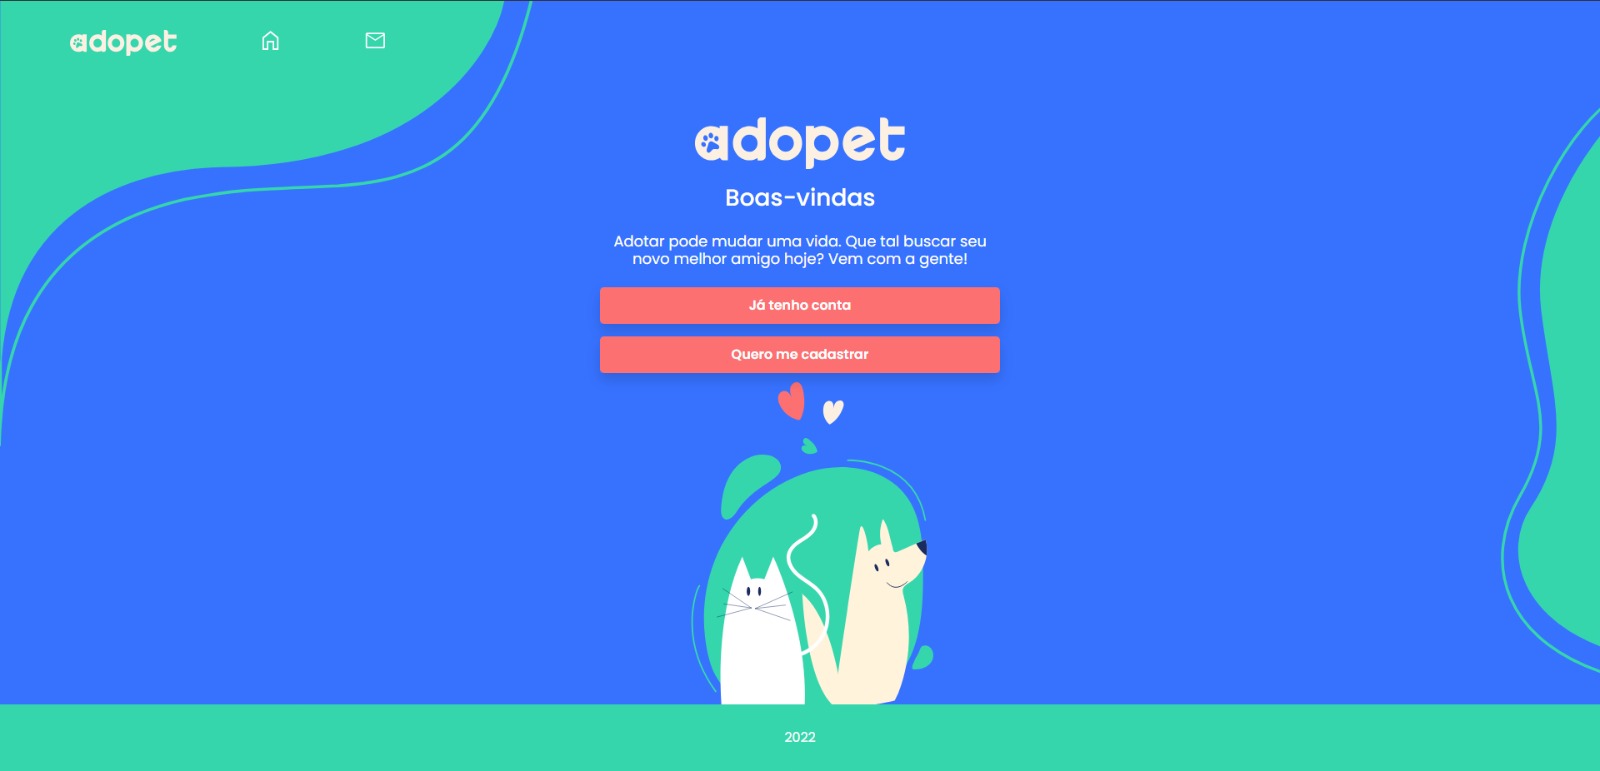 adopet
adopet
Boas-vindas
Adotar pode mudar uma vida. Que tal buscar seu
novo melhor amigo hoje? Vem com a gente!
Já tenho conta
Quero me cadastrar
2022